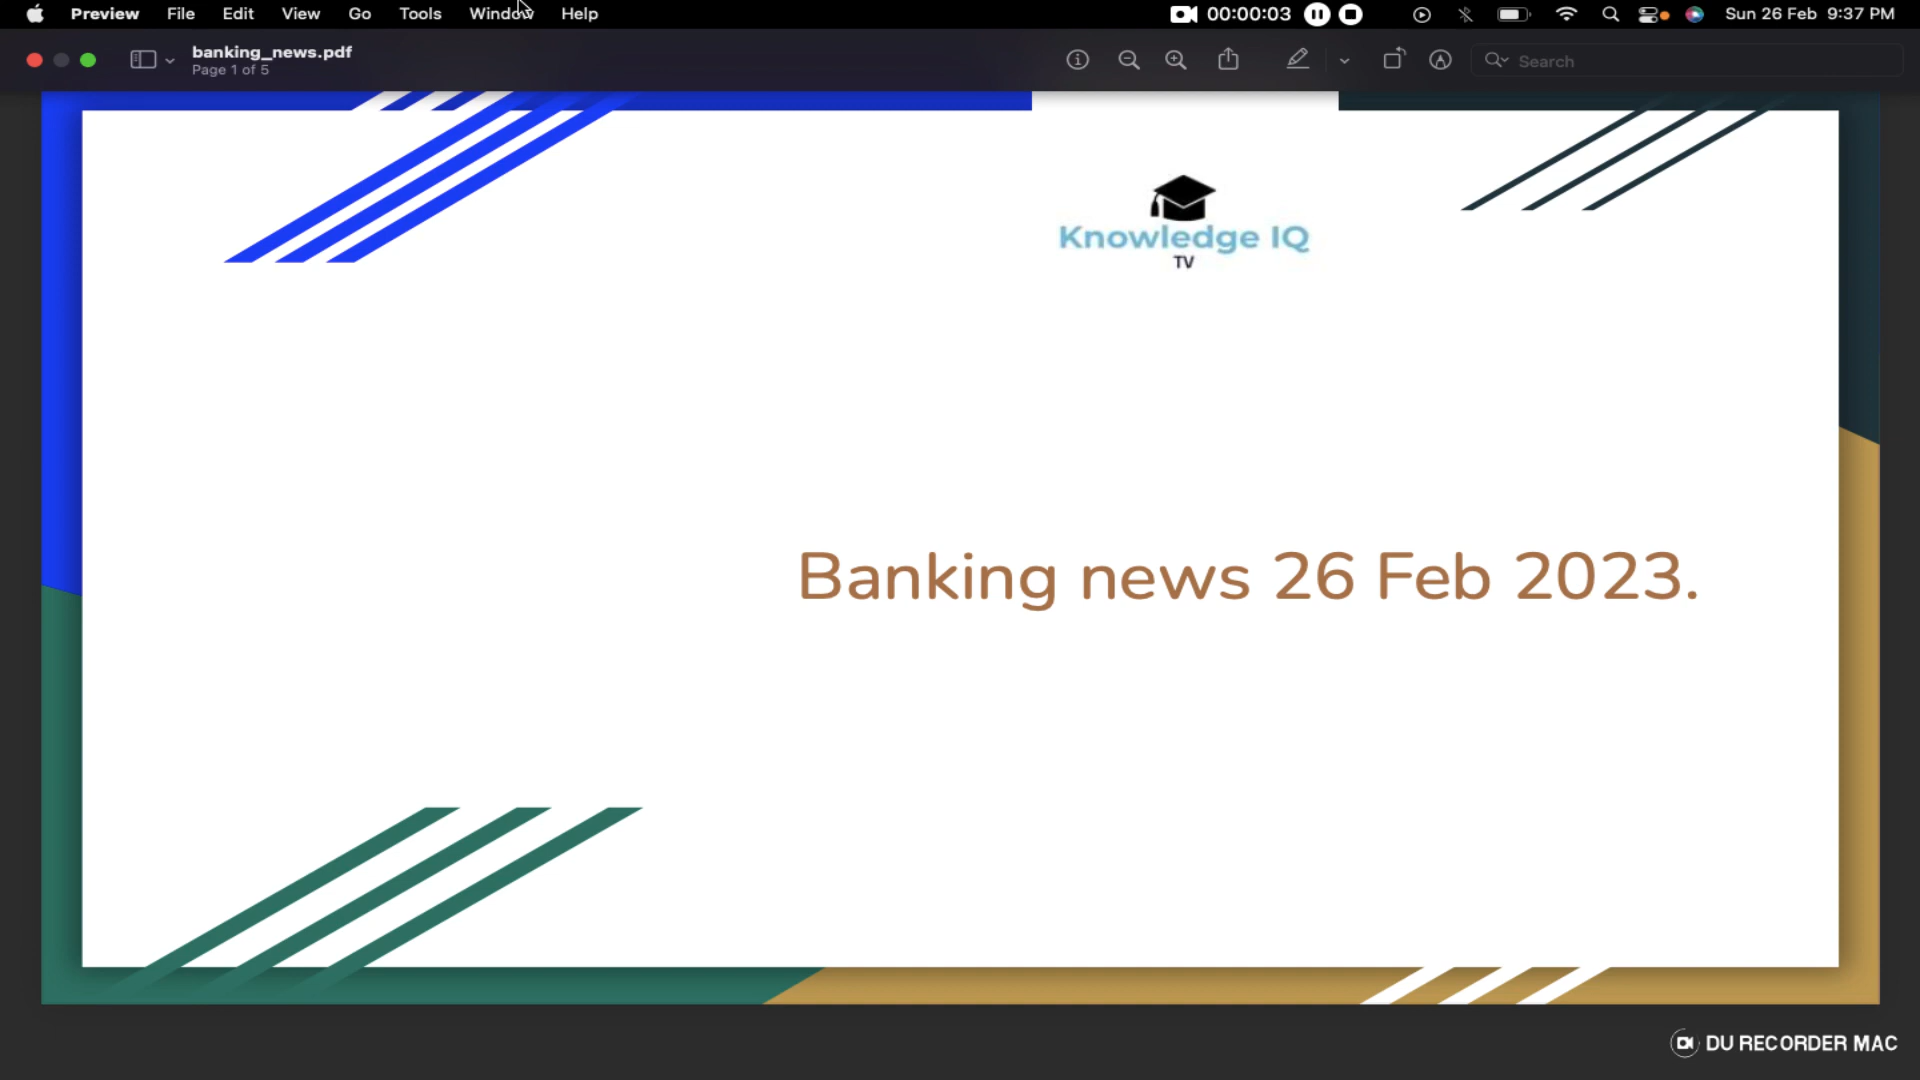 Preview File Edit View Go Tools Window Help 00:00:03 Sun 26 Feb 9:37 PM
banking_news.pdf
Page 1 of 5
Search
Knowledge IQ
TV
Banking news 26 Feb 2023.
DU RECORDER MAC